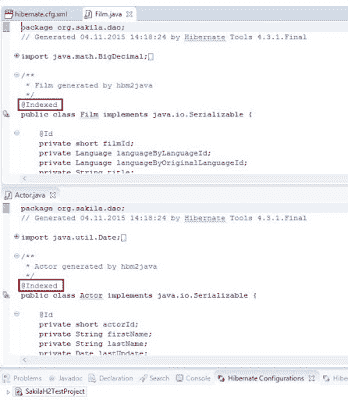 hibernate.cfg.xml Film.java
package org.sakila.dao;
// Generated 04.11.2015 14:18:24 by Hibernate Tools 4.3.1.Final
import java.math.BigDecimal;
/**
* Film generated by hbm2java
*/
@Indexed
public class Film implements java.io.Serializable {
@Id
private short filmId;
private Language languageByLanguageId;
private Language languageByOriginalLanguageId;
private String title;
Actor.java
package org.sakila.dao;
// Generated 04.11.2015 14:18:24 by Hibernate Tools 4.3.1.Final
import java.util.Date;
/**
* Actor generated by hbm2java
*/
@Indexed
public class Actor implements java.io.Serializable {
@Id
private short actorId;
private String firstName;
private String lastName;
private Date lastUpdate;
Problems @ Javadoc Declaration Search Console Hibernate Configurations
SakilaH2TestProject